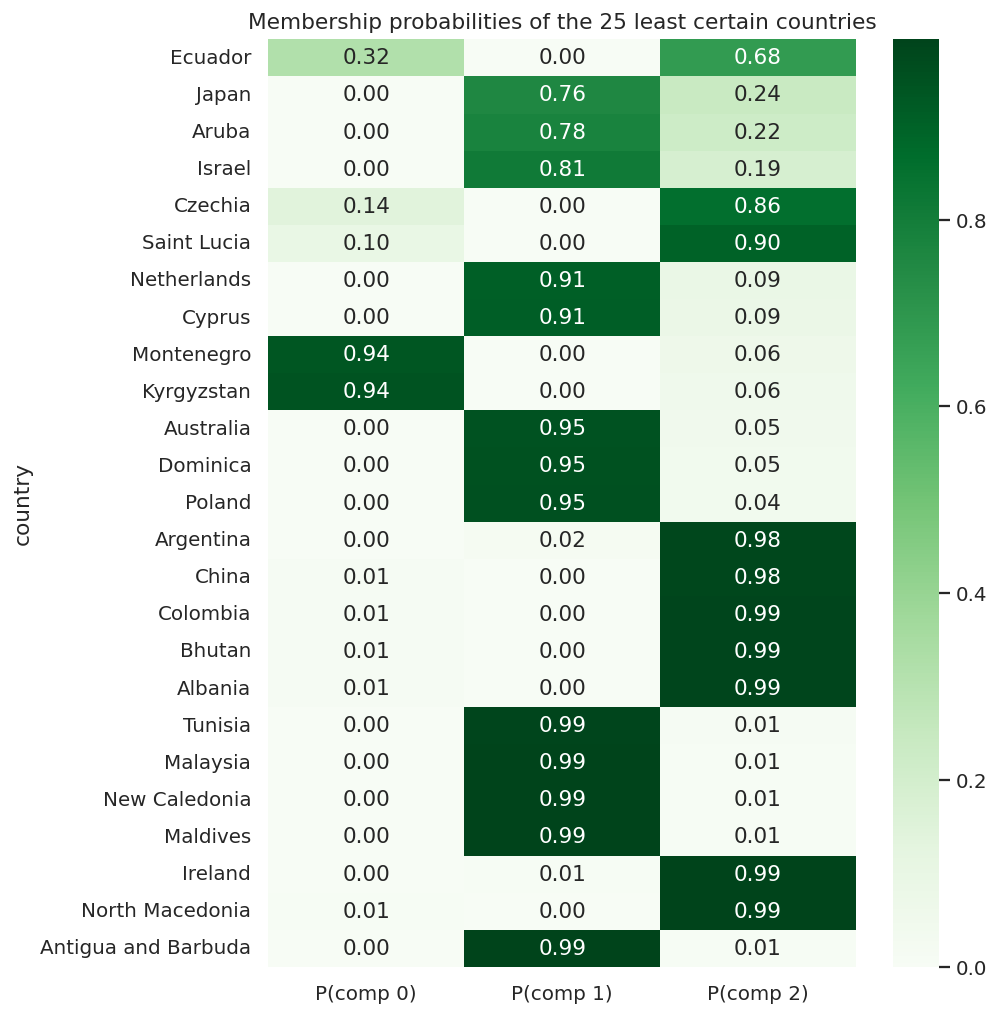 Membership probabilities of the 25 least certain countries
Ecuador 0.32 0.00 0.68
Japan 0.00 0.76 0.24
Aruba 0.00 0.78 0.22
Israel 0.00 0.81 0.19
Czechia 0.14 0.00 0.86
Saint Lucia 0.10 0.00 0.90
Netherlands 0.00 0.91 0.09
Cyprus 0.00 0.91 0.09
Montenegro 0.94 0.00 0.06
Kyrgyzstan 0.94 0.00 0.06
Australia 0.00 0.95 0.05
Dominica 0.00 0.95 0.05
Poland 0.00 0.95 0.04
Argentina 0.00 0.02 0.98
China 0.01 0.00 0.98
Colombia 0.01 0.00 0.99
Bhutan 0.01 0.00 0.99
Albania 0.01 0.00 0.99
Tunisia 0.00 0.99 0.01
Malaysia 0.00 0.99 0.01
New Caledonia 0.00 0.99 0.01
Maldives 0.00 0.99 0.01
Ireland 0.00 0.01 0.99
North Macedonia 0.01 0.00 0.99
Antigua and Barbuda 0.00 0.99 0.01
P(comp 0) P(comp 1) P(comp 2)
country
0.8
0.6
0.4
0.2
0.0